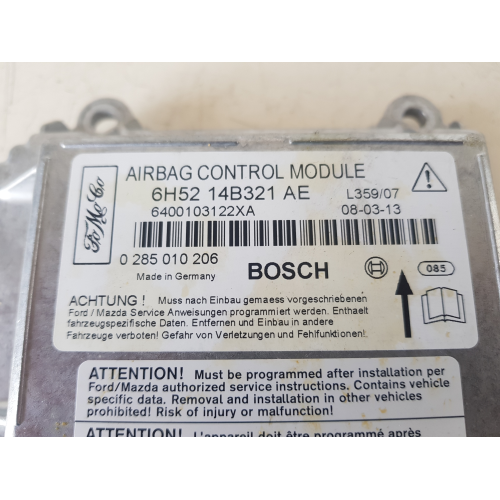 FoMoCo
AIRBAG CONTROL MODULE
6H52 14B321 AE
L359/07
6400103122XA
08-03-13
0 285 010 206
Made in Germany
BOSCH
085
ACHTUNG ! Muss nach Einbau gemaess vorgeschriebenen
Ford / Mazda Service Anweisungen programmiert werden. Enthaelt
fahrzeugspezifische Daten. Entfernen und Einbau in andere
Fahrzeuge verboten! Gefahr von Verletzungen und Fehlfunktionen!.
ATTENTION! Must be programmed after installation per
Ford/Mazda authorized service instructions. Contains vehicle
specific data. Removal and installation in other vehicles
prohibited! Risk of injury or malfunction!
ATTENTION! L'appareil doit être programmé après